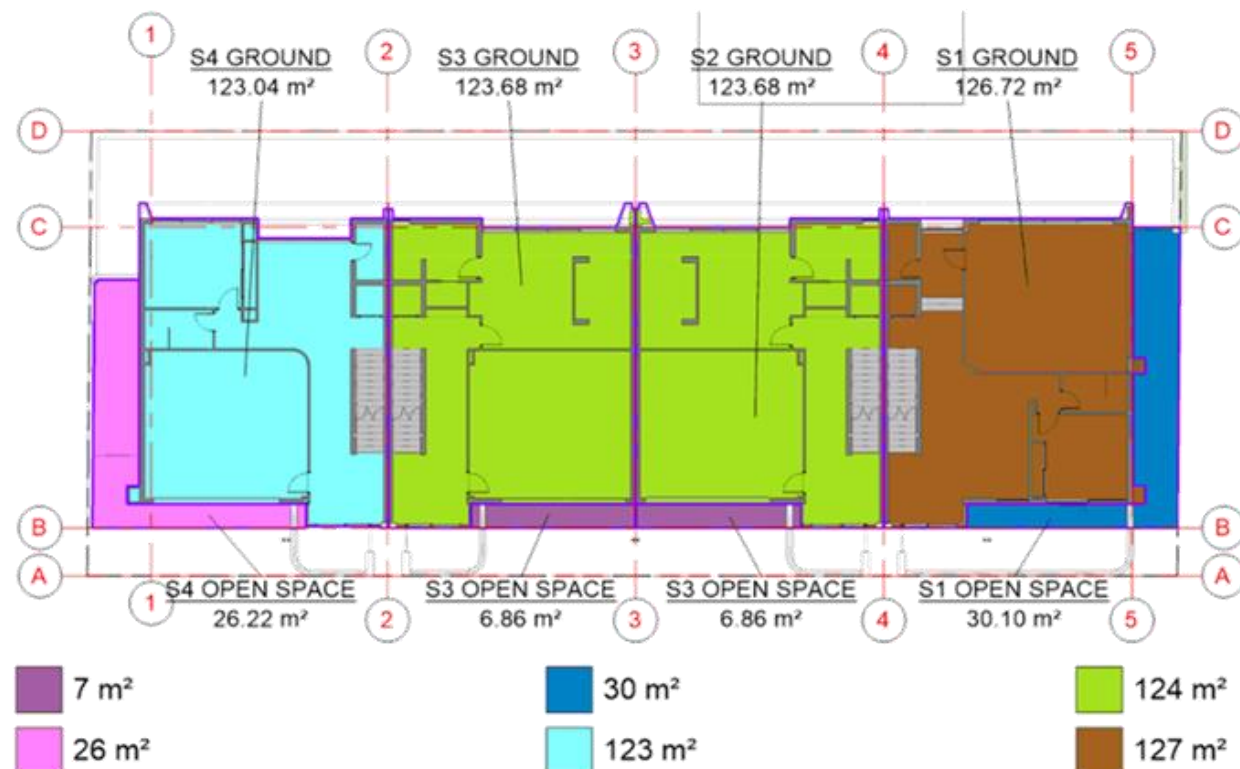 1
2
3
4
5
S4 GROUND
123.04 m²
S3 GROUND
123.68 m²
S2 GROUND
123.68 m²
S1 GROUND
126.72 m²
D
D
C
C
B
B
A
A
S4 OPEN SPACE
26.22 m²
S3 OPEN SPACE
6.86 m²
S3 OPEN SPACE
6.86 m²
S1 OPEN SPACE
30.10 m²
1
2
3
4
5
7 m²
30 m²
124 m²
26 m²
123 m²
127 m²